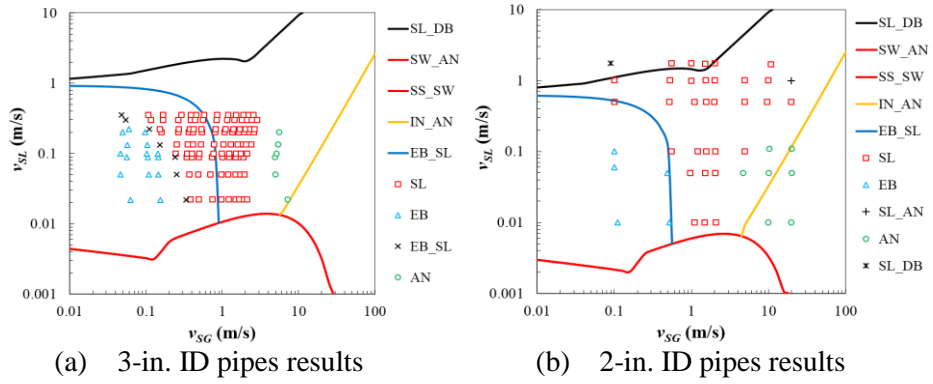 10
1
0.1
0.01
0.001
v_SL (m/s)
0.01 0.1 1 10 100
v_SG (m/s)
SL_DB
SW_AN
SS_SW
IN_AN
EB_SL
SL
EB
EB_SL
AN
(a) 3-in. ID pipes results
10
1
0.1
0.01
0.001
v_SL (m/s)
0.01 0.1 1 10 100
v_SG (m/s)
SL_DB
SW_AN
SS_SW
IN_AN
EB_SL
SL
EB
SL_AN
AN
SL_DB
(b) 2-in. ID pipes results